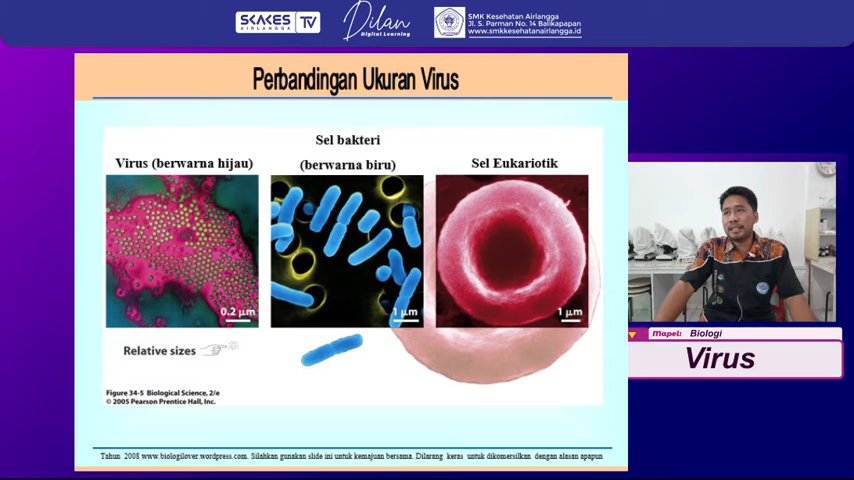 SKAKES
AIRLANGGA
TV
Dilan
Digital Learning
SMK Kesehatan Airlangga
Jl. S. Parman No. 14 Balikapapan
www.smkkesehatanairlangga.id
Perbandingan Ukuran Virus
Virus (berwarna hijau)
Sel bakteri
(berwarna biru)
Sel Eukariotik
0.2 µm
1 µm
1 µm
Relative sizes
Figure 34-5 Biological Science, 2/e
© 2005 Pearson Prentice Hall, Inc.
Tahun 2008 www.biologilover.wordpress.com. Silahkan gunakan slide ini untuk kemajuan bersama. Dilarang keras untuk dikomersilkan dengan alasan apapun
Mapel: Biologi
Virus